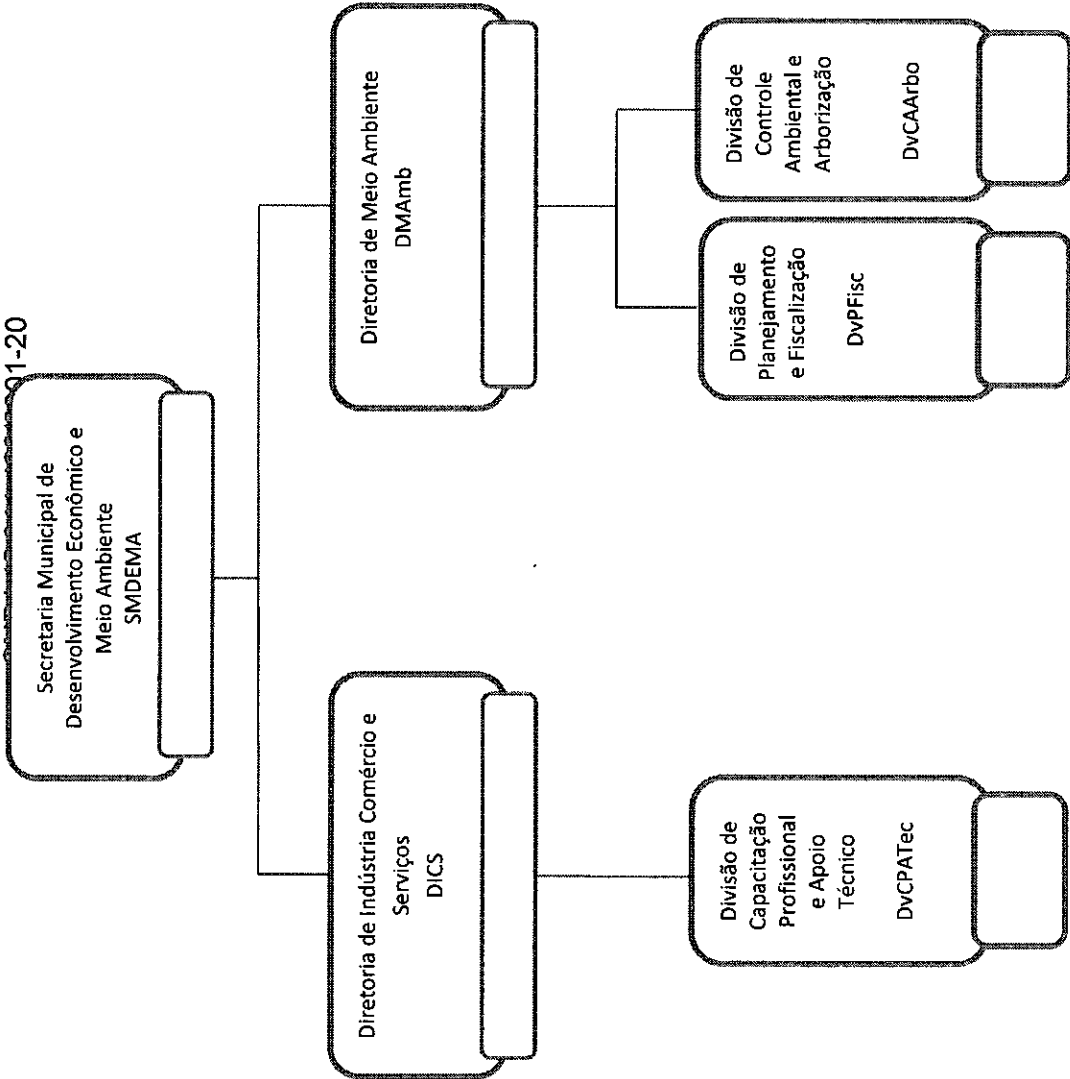 01-20
Secretaria Municipal de
Desenvolvimento Econômico e
Meio Ambiente
SMDEMA
Diretoria de Indústria Comércio e
Serviços
DICS
Diretoria de Meio Ambiente
DMAmb
Divisão de
Capacitação
Profissional
e Apoio
Técnico
DvCPATec
Divisão de
Planejamento
e Fiscalização
DvPFisc
Divisão de
Controle
Ambiental e
Arborização
DvCAArbo